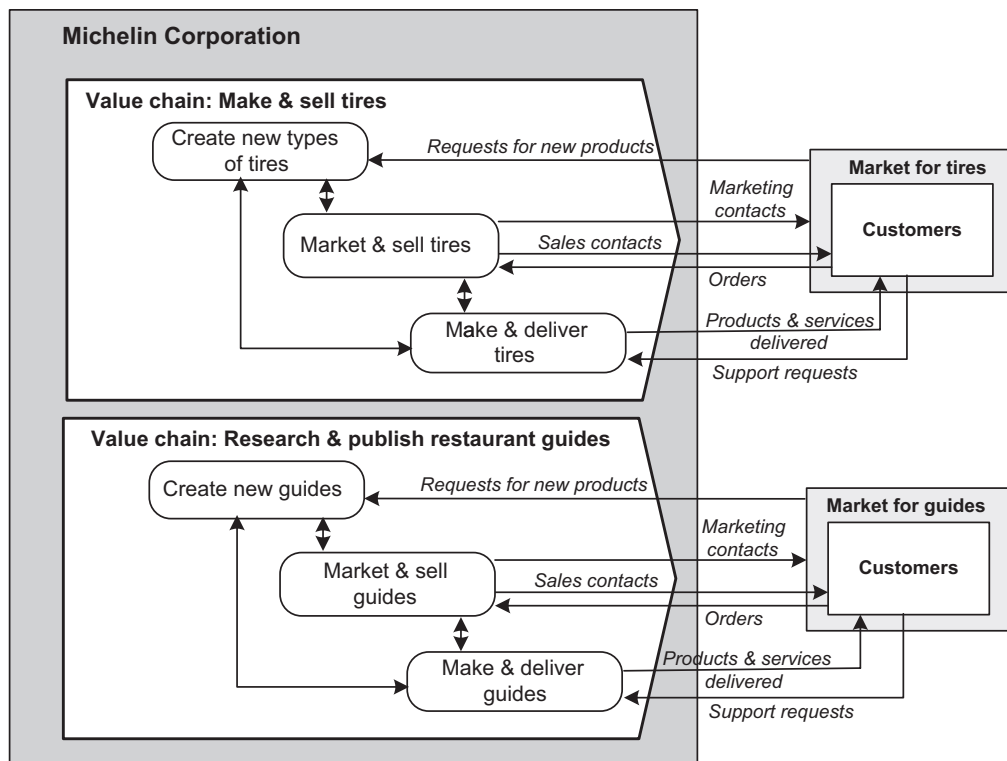 Michelin Corporation
Value chain: Make & sell tires
Create new types
of tires
Requests for new products
Market for tires
Marketing
contacts
Customers
Market & sell tires
Sales contacts
Orders
Make & deliver
tires
Products & services
delivered
Support requests
Value chain: Research & publish restaurant guides
Create new guides
Requests for new products
Market for guides
Marketing
contacts
Customers
Market & sell
guides
Sales contacts
Orders
Make & deliver
guides
Products & services
delivered
Support requests